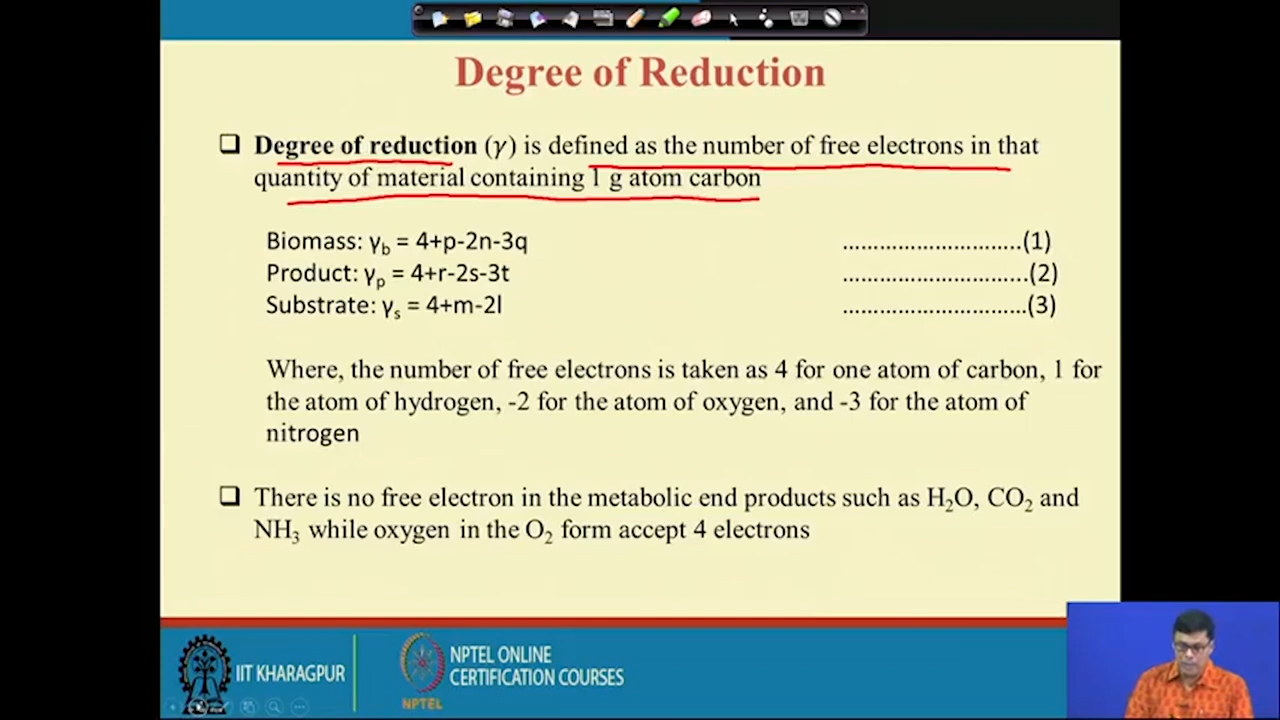 Degree of Reduction
❑ Degree of reduction (γ) is defined as the number of free electrons in that
quantity of material containing 1 g atom carbon
Biomass: γb = 4+p-2n-3q ..............................(1)
Product: γp = 4+r-2s-3t ...............................(2)
Substrate: γs = 4+m-2l ...............................(3)
Where, the number of free electrons is taken as 4 for one atom of carbon, 1 for
the atom of hydrogen, -2 for the atom of oxygen, and -3 for the atom of
nitrogen
❑ There is no free electron in the metabolic end products such as H₂O, CO₂ and
NH₃ while oxygen in the O₂ form accept 4 electrons
IIT KHARAGPUR
NPTEL
NPTEL ONLINE
CERTIFICATION COURSES